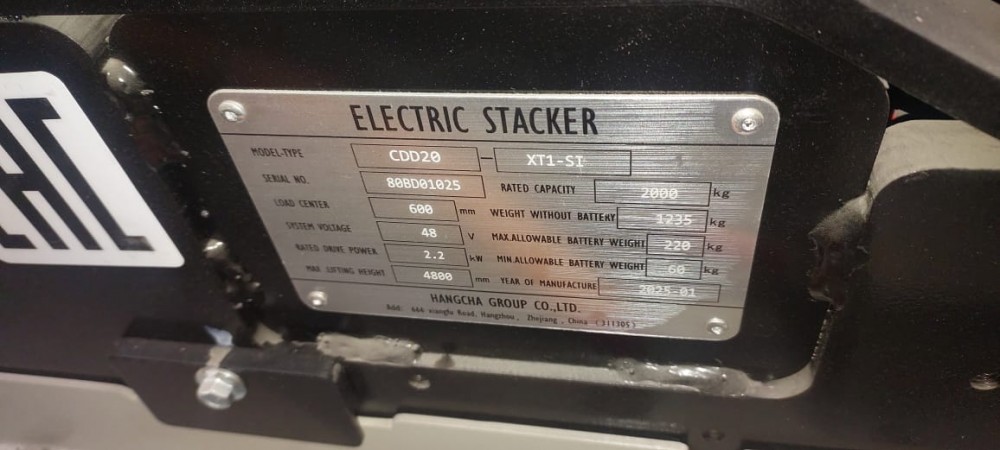 EAC
ELECTRIC STACKER
MODEL-TYPE CDD20 — XT1-SI
SERIAL NO. 80BD01025 RATED CAPACITY 2000 kg
LOAD CENTER 600 mm WEIGHT WITHOUT BATTERY 1235 kg
SYSTEM VOLTAGE 48 V MAX.ALLOWABLE BATTERY WEIGHT 220 kg
RATED DRIVE POWER 2.2 kW MIN.ALLOWABLE BATTERY WEIGHT 60 kg
MAX LIFTING HEIGHT 4800 mm YEAR OF MANUFACTURE 2025-01
HANGCHA GROUP CO.,LTD.
Add: 666 xiangfu Road, Hangzhou, Zhejiang, China (311305)